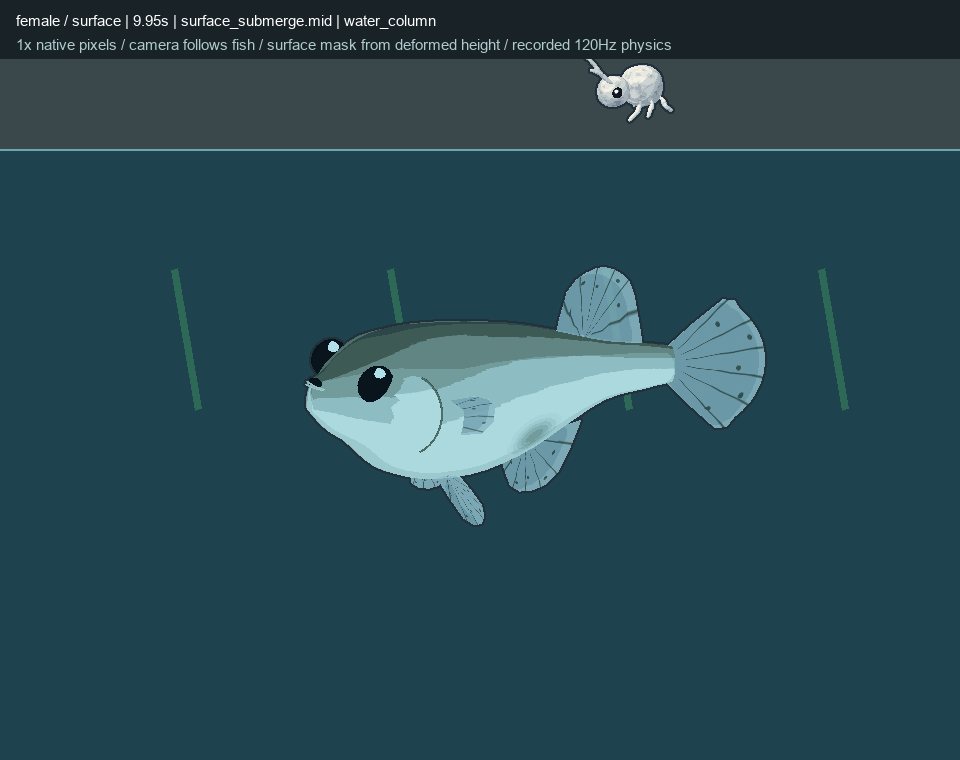 female / surface | 9.95s | surface_submerge.mid | water_column
1x native pixels / camera follows fish / surface mask from deformed height / recorded 120Hz physics